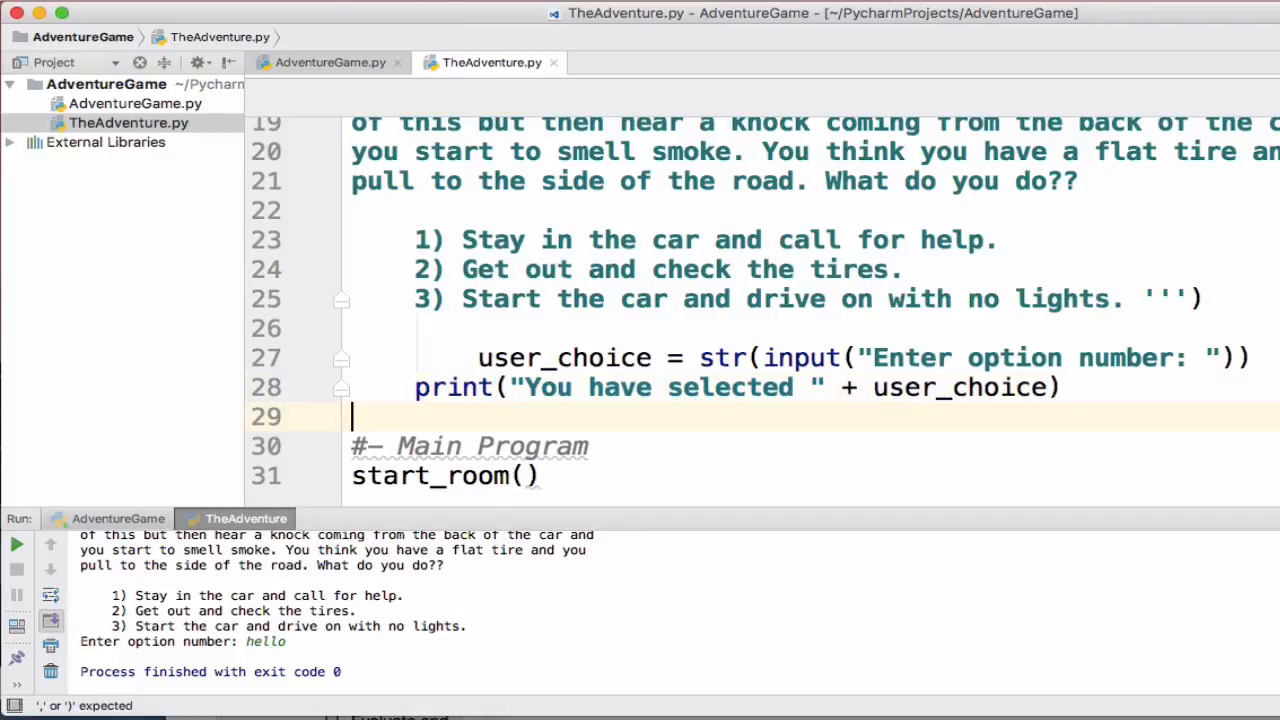 TheAdventure.py - AdventureGame - [~/PycharmProjects/AdventureGame]
AdventureGame TheAdventure.py
Project AdventureGame.py TheAdventure.py
AdventureGame ~/Pycharm
AdventureGame.py
TheAdventure.py
External Libraries
19 of this but then hear a knock coming from the back of the c
20 you start to smell smoke. You think you have a flat tire an
21 pull to the side of the road. What do you do??
22
23 1) Stay in the car and call for help.
24 2) Get out and check the tires.
25 3) Start the car and drive on with no lights. ''')
26
27 user_choice = str(input("Enter option number: "))
28 print("You have selected " + user_choice)
29
30 #— Main Program
31 start_room()
Run: AdventureGame TheAdventure
of this but then hear a knock coming from the back of the car and
you start to smell smoke. You think you have a flat tire and you
pull to the side of the road. What do you do??
1) Stay in the car and call for help.
2) Get out and check the tires.
3) Start the car and drive on with no lights.
Enter option number: hello
Process finished with exit code 0
',' or ')' expected